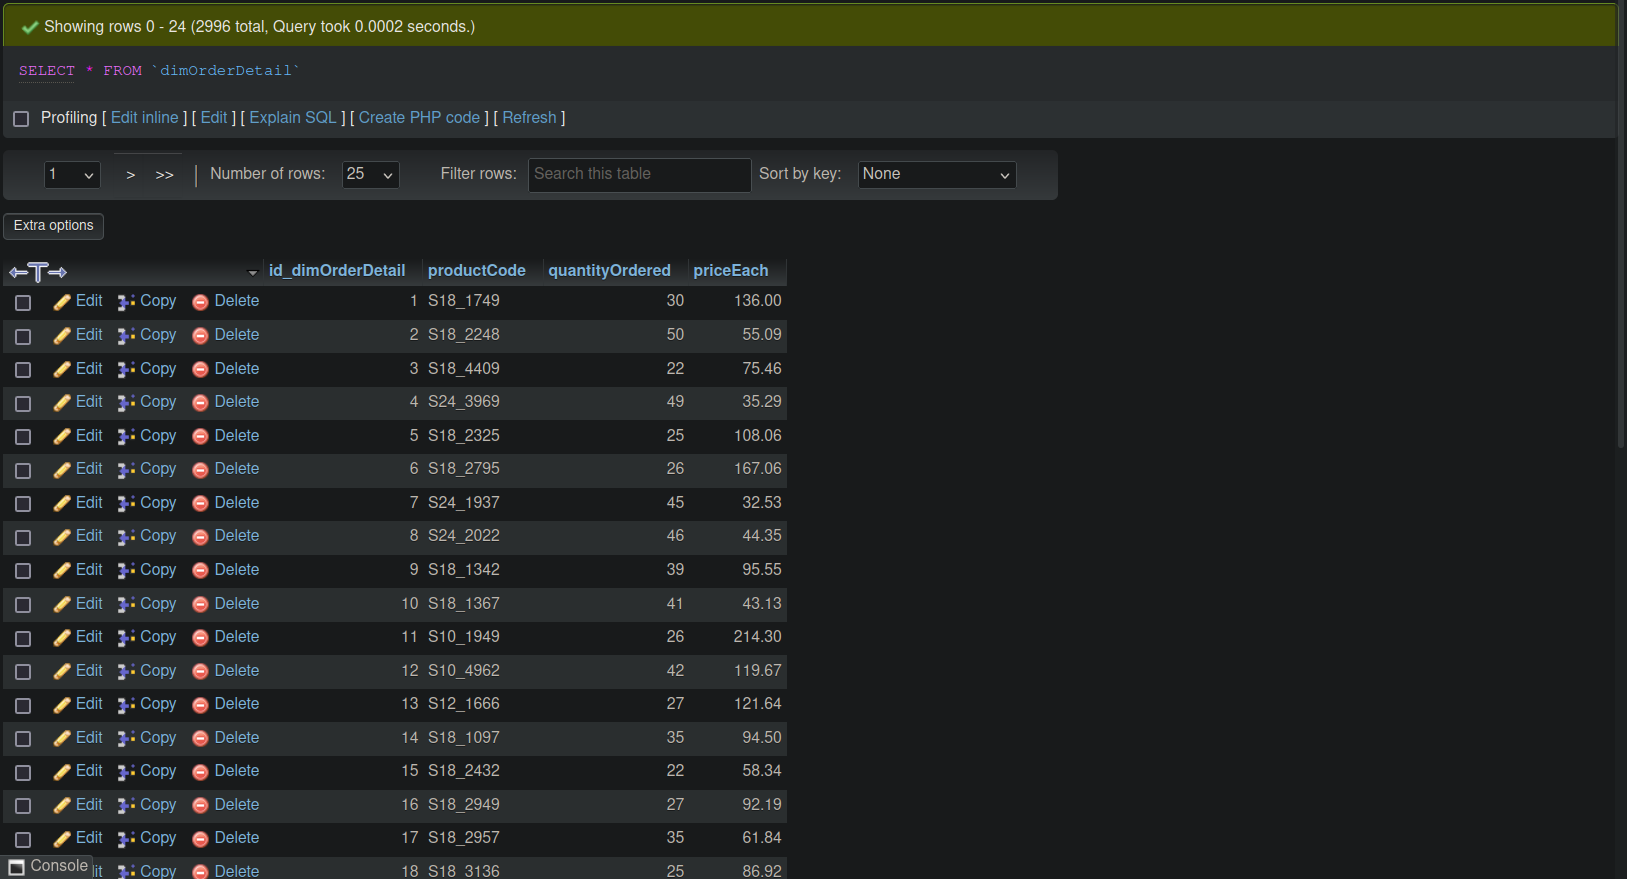 Showing rows 0 - 24 (2996 total, Query took 0.0002 seconds.)
SELECT * FROM `dimOrderDetail`
Profiling [ Edit inline ] [ Edit ] [ Explain SQL ] [ Create PHP code ] [ Refresh ]
1 > >> | Number of rows: 25 Filter rows: Search this table Sort by key: None
Extra options
id_dimOrderDetail productCode quantityOrdered priceEach
Edit Copy Delete 1 S18_1749 30 136.00
Edit Copy Delete 2 S18_2248 50 55.09
Edit Copy Delete 3 S18_4409 22 75.46
Edit Copy Delete 4 S24_3969 49 35.29
Edit Copy Delete 5 S18_2325 25 108.06
Edit Copy Delete 6 S18_2795 26 167.06
Edit Copy Delete 7 S24_1937 45 32.53
Edit Copy Delete 8 S24_2022 46 44.35
Edit Copy Delete 9 S18_1342 39 95.55
Edit Copy Delete 10 S18_1367 41 43.13
Edit Copy Delete 11 S10_1949 26 214.30
Edit Copy Delete 12 S10_4962 42 119.67
Edit Copy Delete 13 S12_1666 27 121.64
Edit Copy Delete 14 S18_1097 35 94.50
Edit Copy Delete 15 S18_2432 22 58.34
Edit Copy Delete 16 S18_2949 27 92.19
Edit Copy Delete 17 S18_2957 35 61.84
Console
it Copy Delete 18 S18_3136 25 86.92